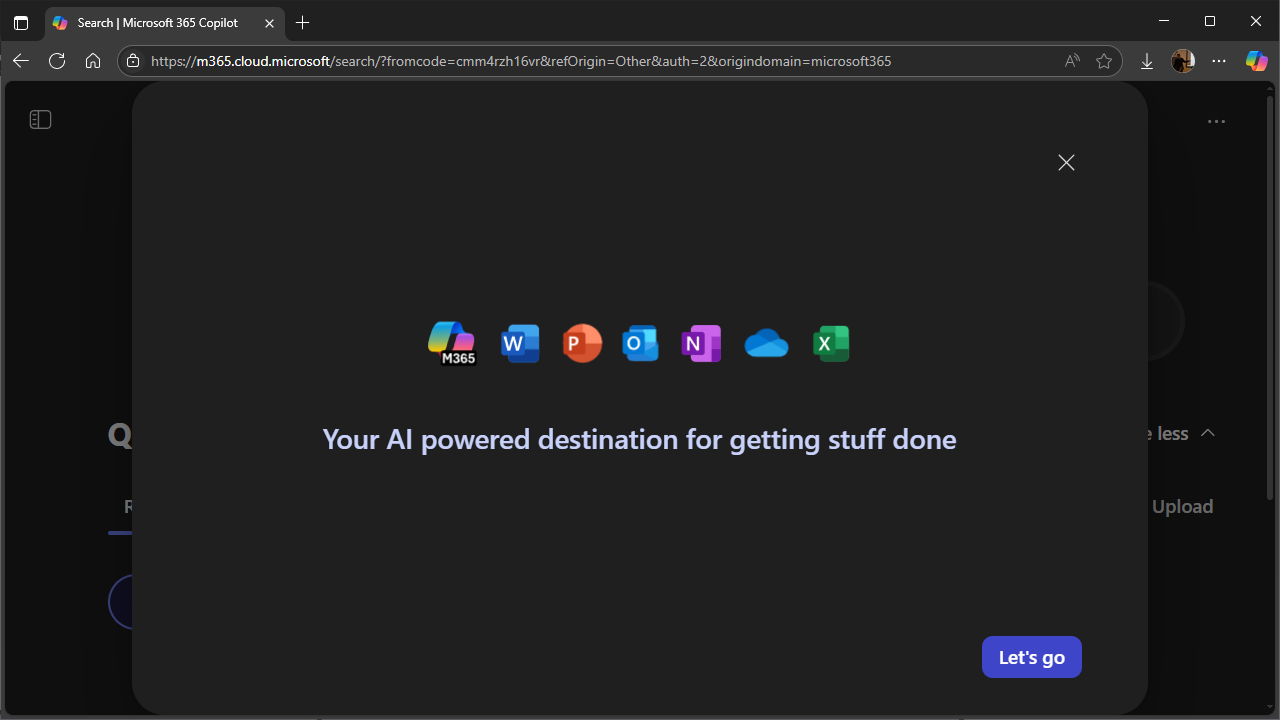 Search | Microsoft 365 Copilot
https://m365.cloud.microsoft/search/?fromcode=cmm4rzh16vr&refOrigin=Other&auth=2&origindomain=microsoft365
M365 W P O N X
Your AI powered destination for getting stuff done
less
Upload
Let's go